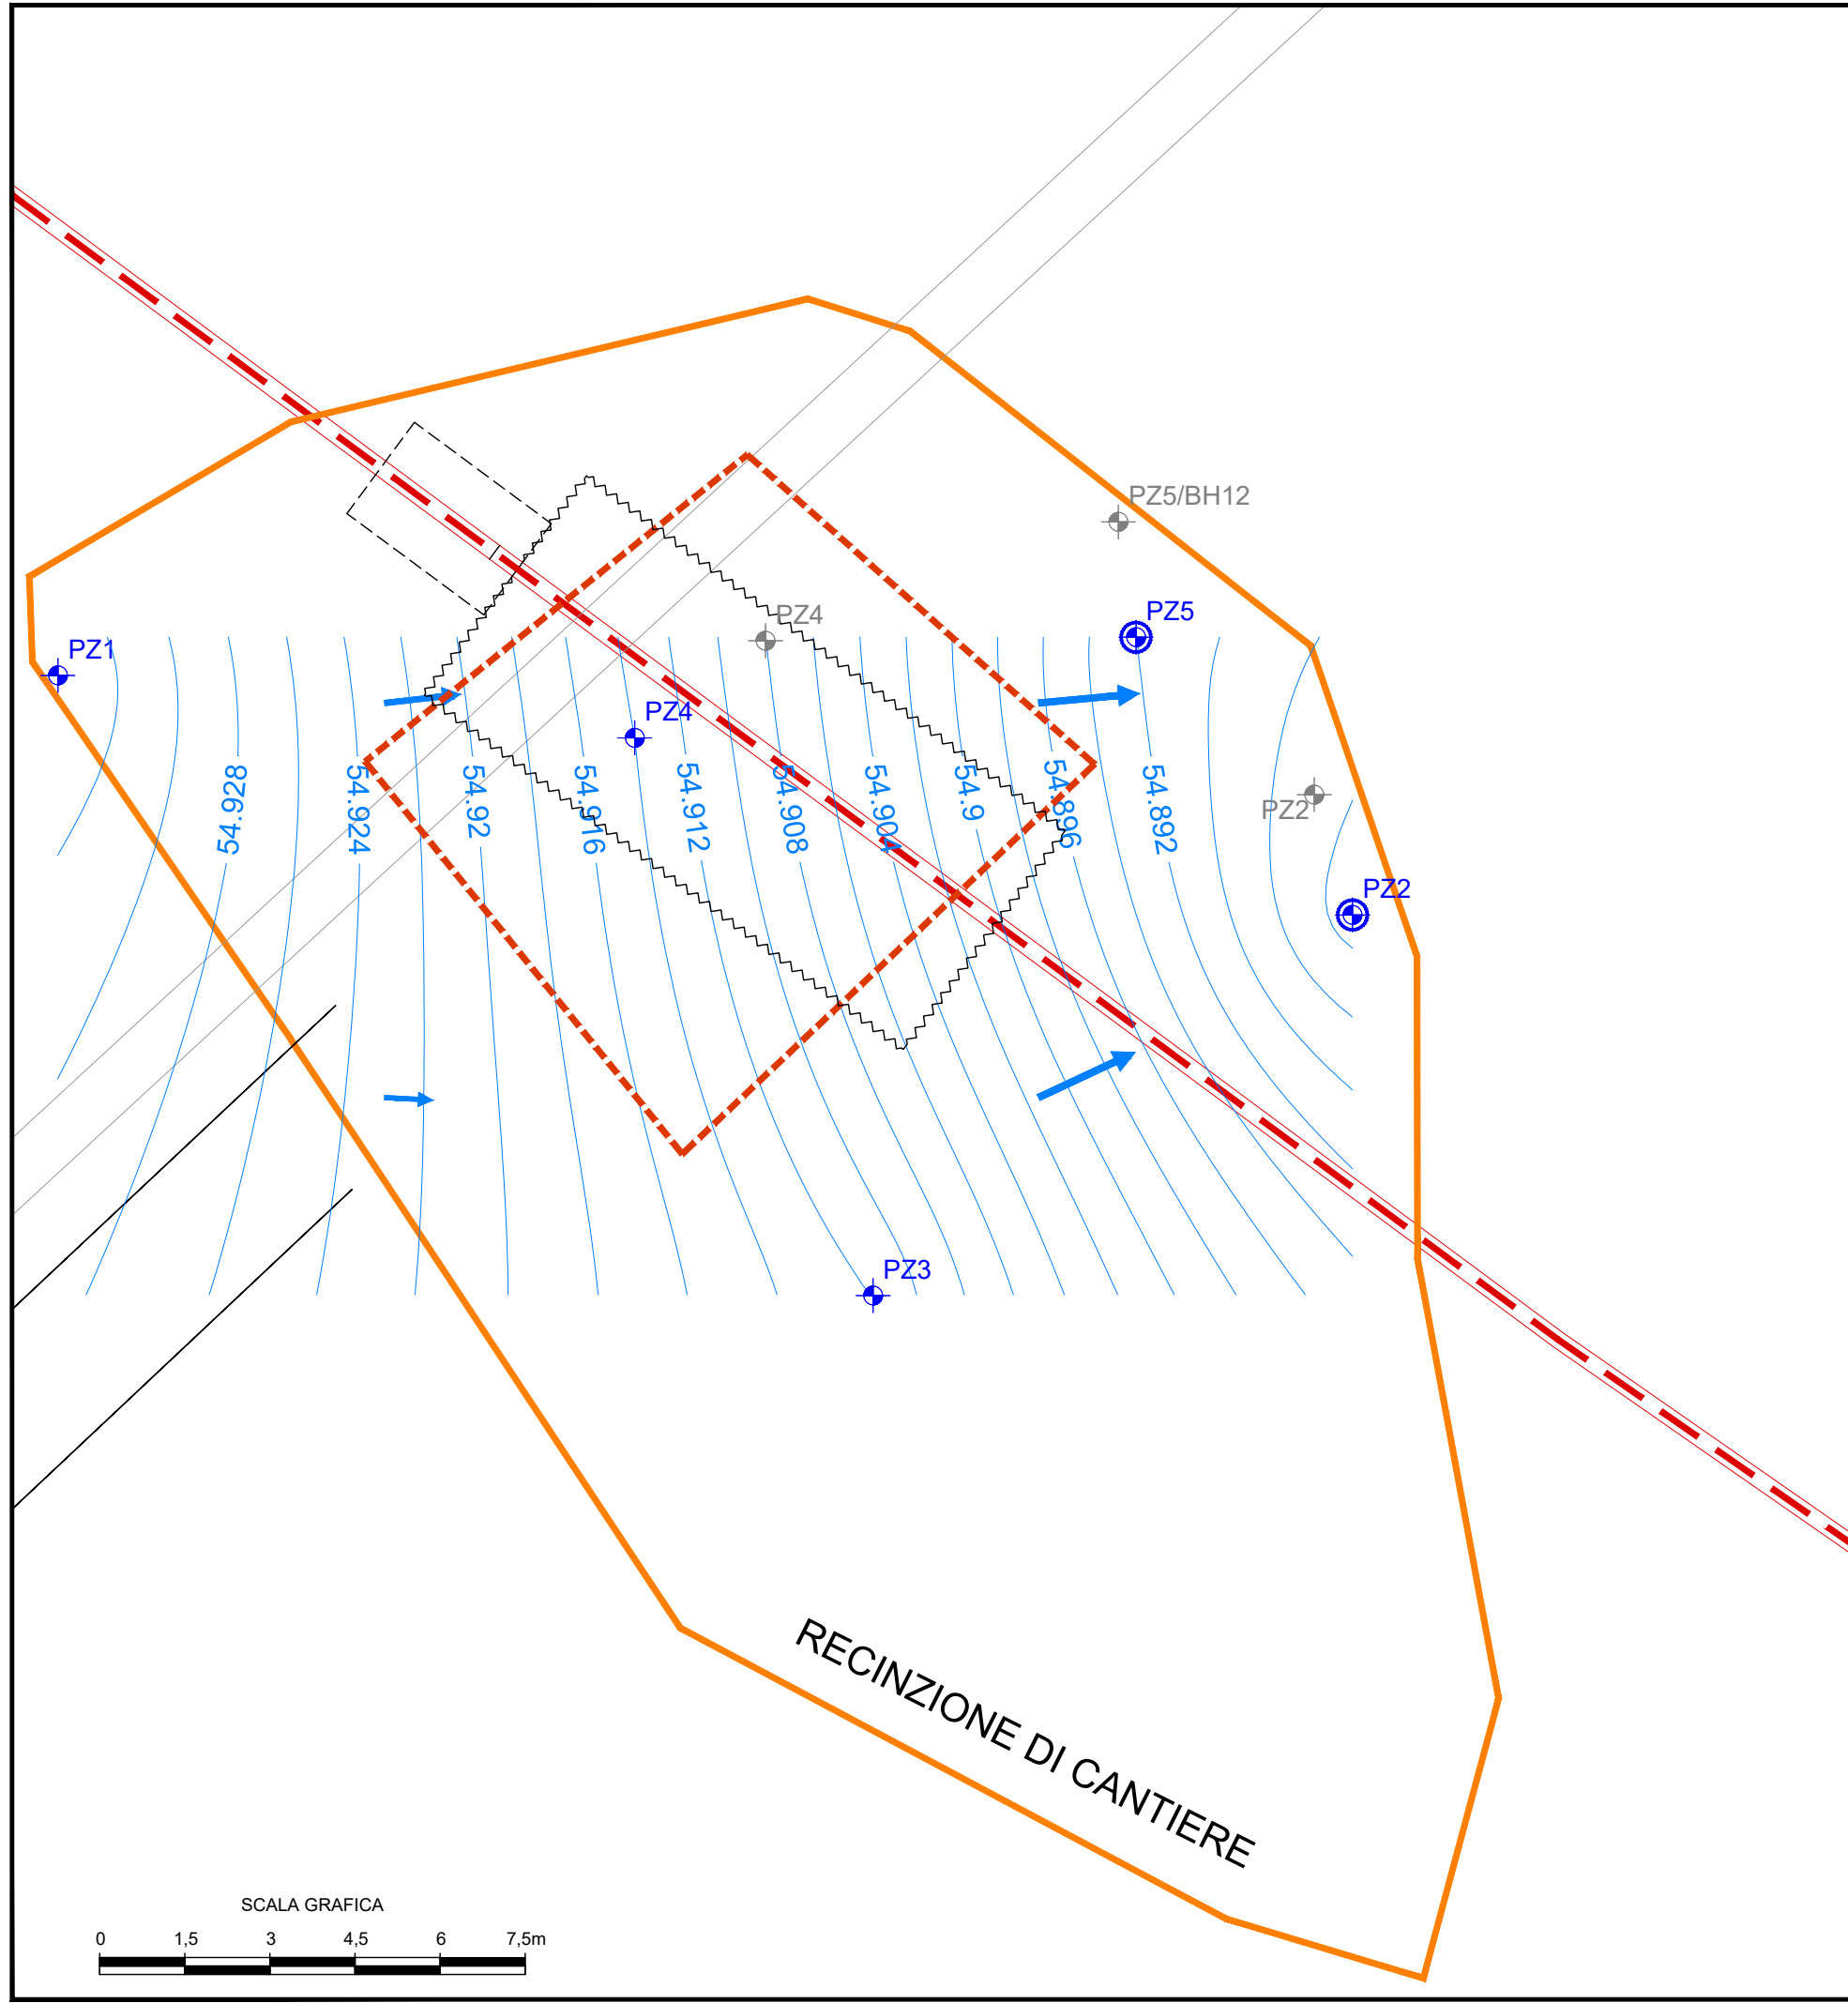 PZ5/BH12
PZ5
PZ4
PZ1
PZ4
54.928
54.924
54.92
54.916
54.912
54.908
54.904
54.9
54.896
54.892
PZ2
PZ2
PZ3
RECINZIONE DI CANTIERE
SCALA GRAFICA
0 1,5 3 4,5 6 7,5m